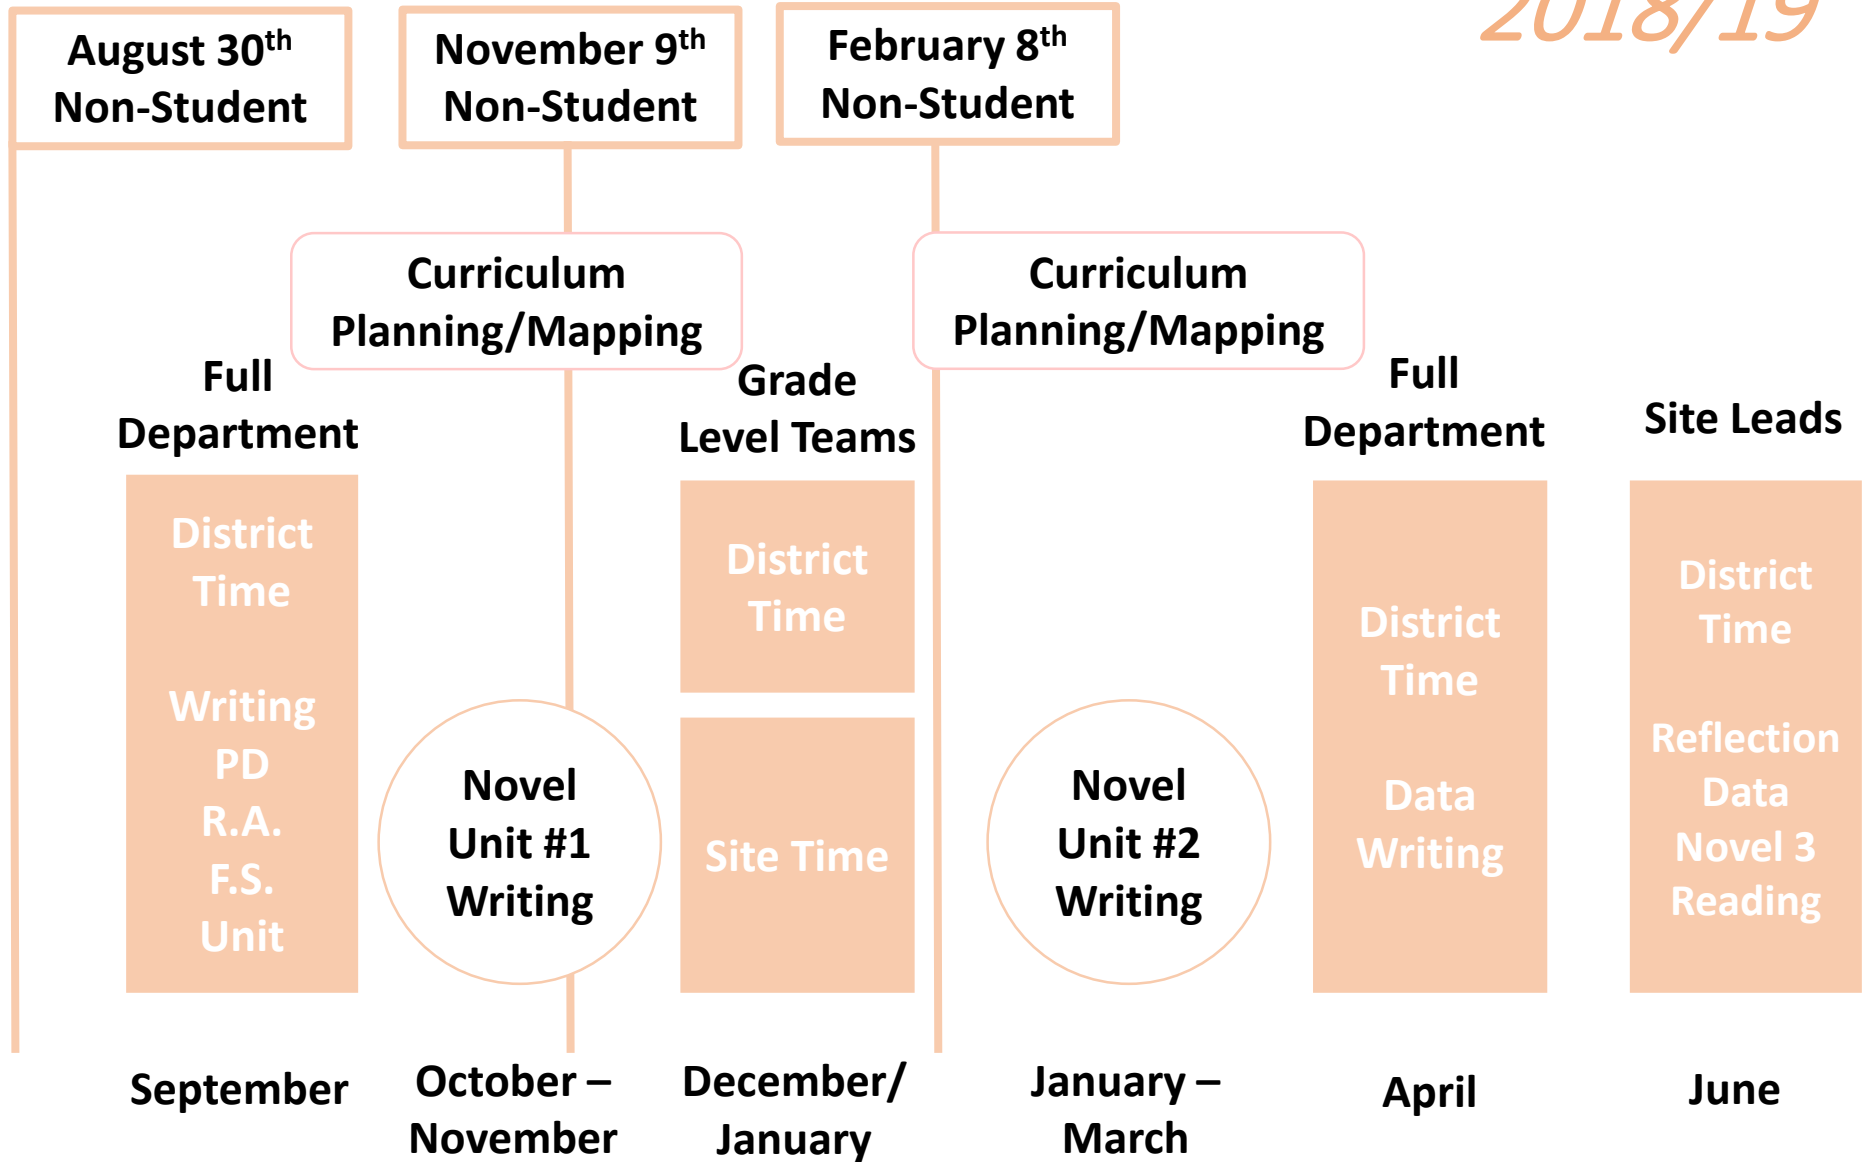 2018/19
August 30th
Non-Student
November 9th
Non-Student
February 8th
Non-Student
Curriculum
Planning/Mapping
Curriculum
Planning/Mapping
Full
Department
Grade
Level Teams
Full
Department
Site Leads
District
Time
Writing
PD
R.A.
F.S.
Unit
Novel
Unit #1
Writing
District
Time
Site Time
Novel
Unit #2
Writing
District
Time
Data
Writing
District
Time
Reflection
Data
Novel 3
Reading
September
October –
November
December/
January
January –
March
April
June